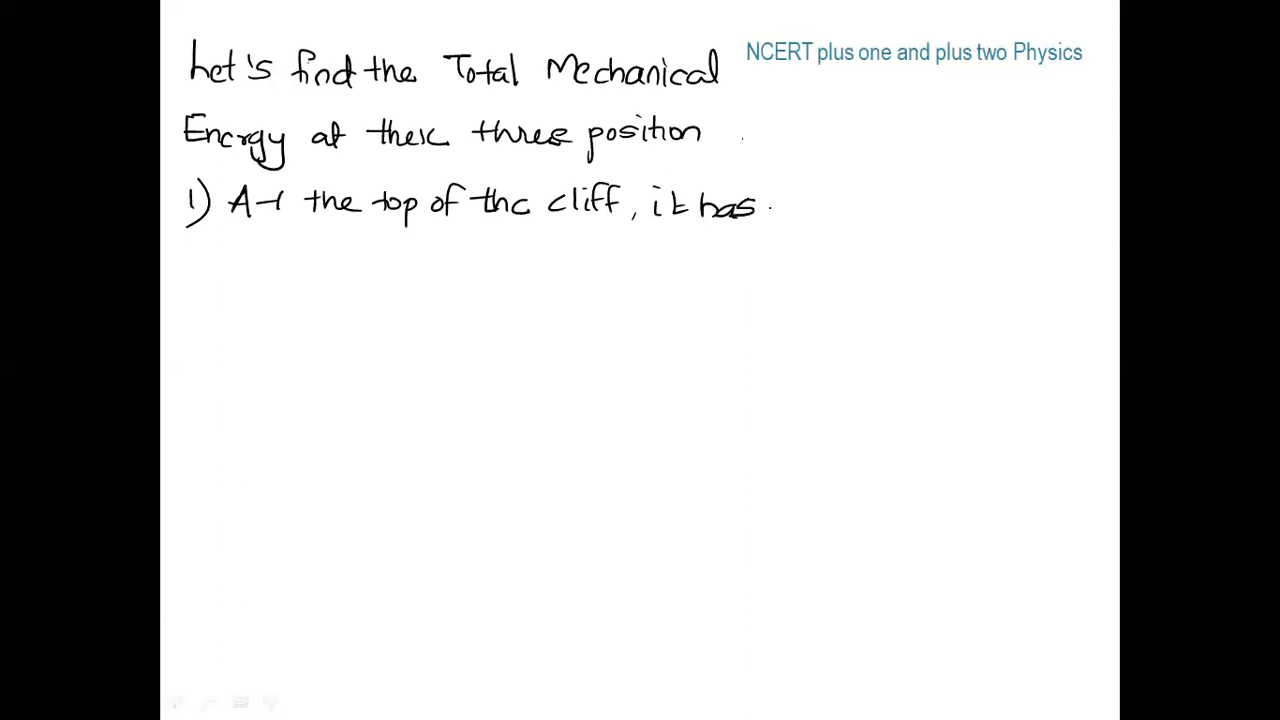 Let's find the Total Mechanical
NCERT plus one and plus two Physics
Energy at these three position
1) At the top of the cliff, it has